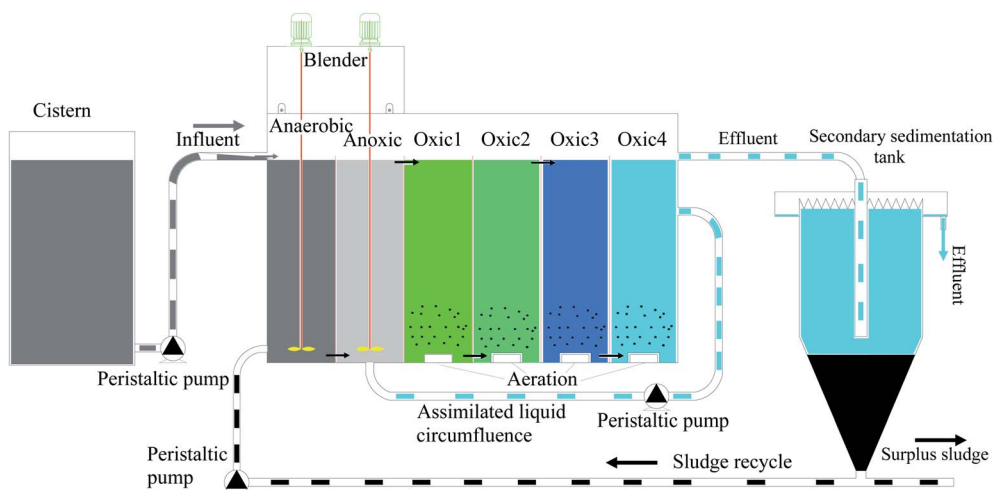 Blender
Cistern
Influent
Anaerobic
Anoxic
Oxic1
Oxic2
Oxic3
Oxic4
Effluent
Secondary sedimentation
tank
Effluent
Peristaltic pump
Aeration
Assimilated liquid
circumfluence
Peristaltic pump
Peristaltic
pump
Sludge recycle
Surplus sludge